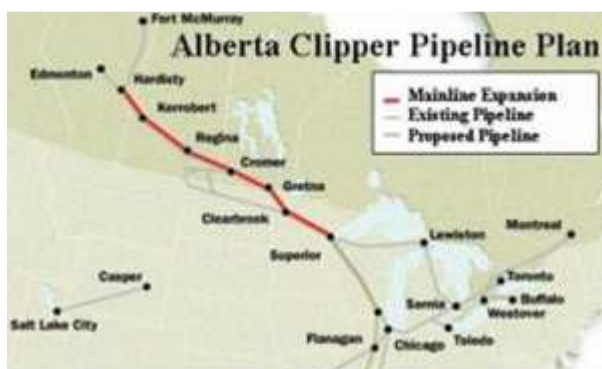 Fort McMurray
Alberta Clipper Pipeline Plan
Edmonton
Hardisty
Mainline Expansion
Existing Pipeline
Proposed Pipeline
Kerrobert
Regina
Cromer
Gretna
Clearbrook
Superior
Lewiston
Montreal
Casper
Toronto
Sarnia
Buffalo
Westover
Salt Lake City
Flanagan
Chicago
Toledo